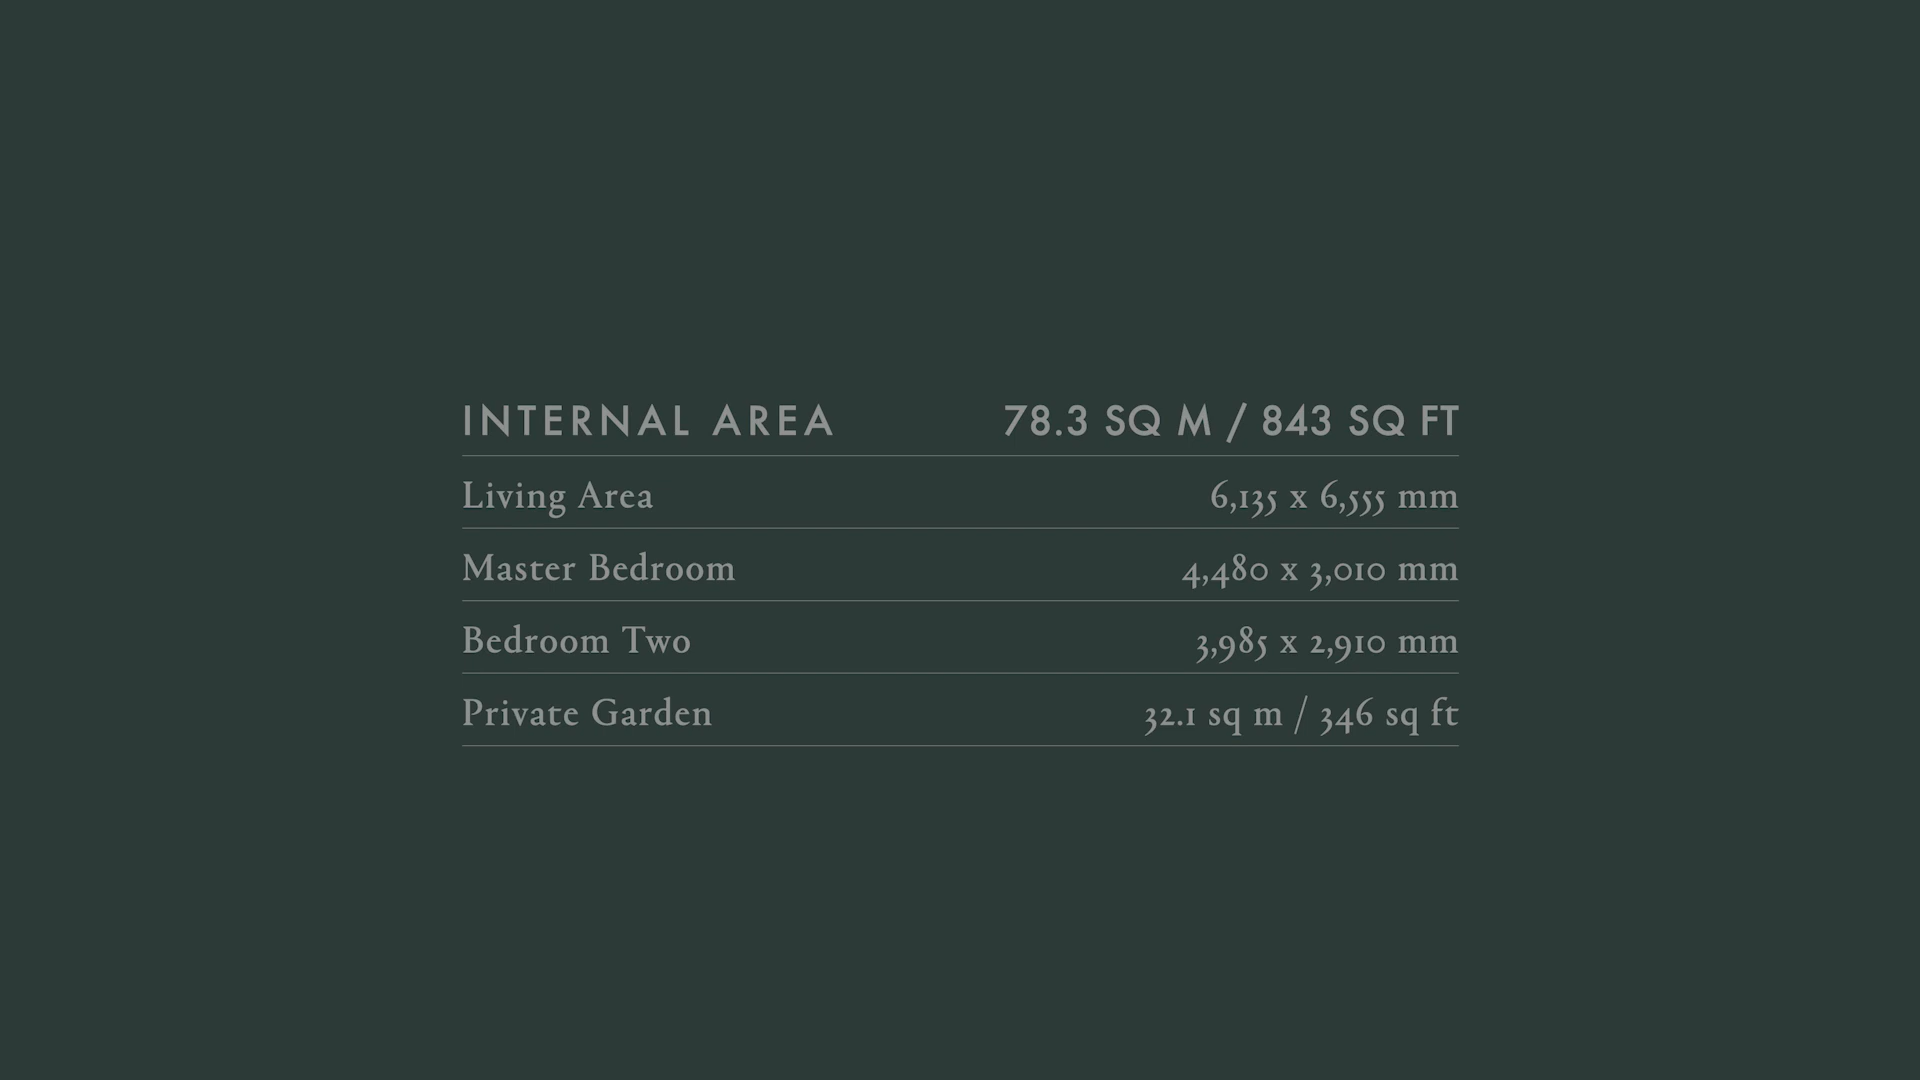 INTERNAL AREA 78.3 SQ M / 843 SQ FT
Living Area 6,135 x 6,555 mm
Master Bedroom 4,480 x 3,010 mm
Bedroom Two 3,985 x 2,910 mm
Private Garden 32.1 sq m / 346 sq ft